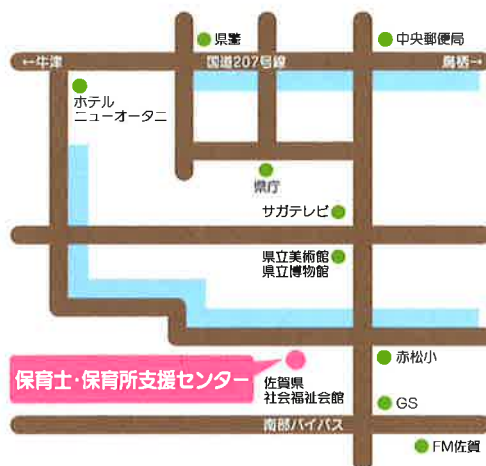 県警
中央郵便局
←牛津
国道207号線
鳥栖→
ホテル
ニューオータニ
県庁
サガテレビ
県立美術館
県立博物館
赤松小
保育士・保育所支援センター
佐賀県
社会福祉会館
GS
南部バイパス
FM佐賀